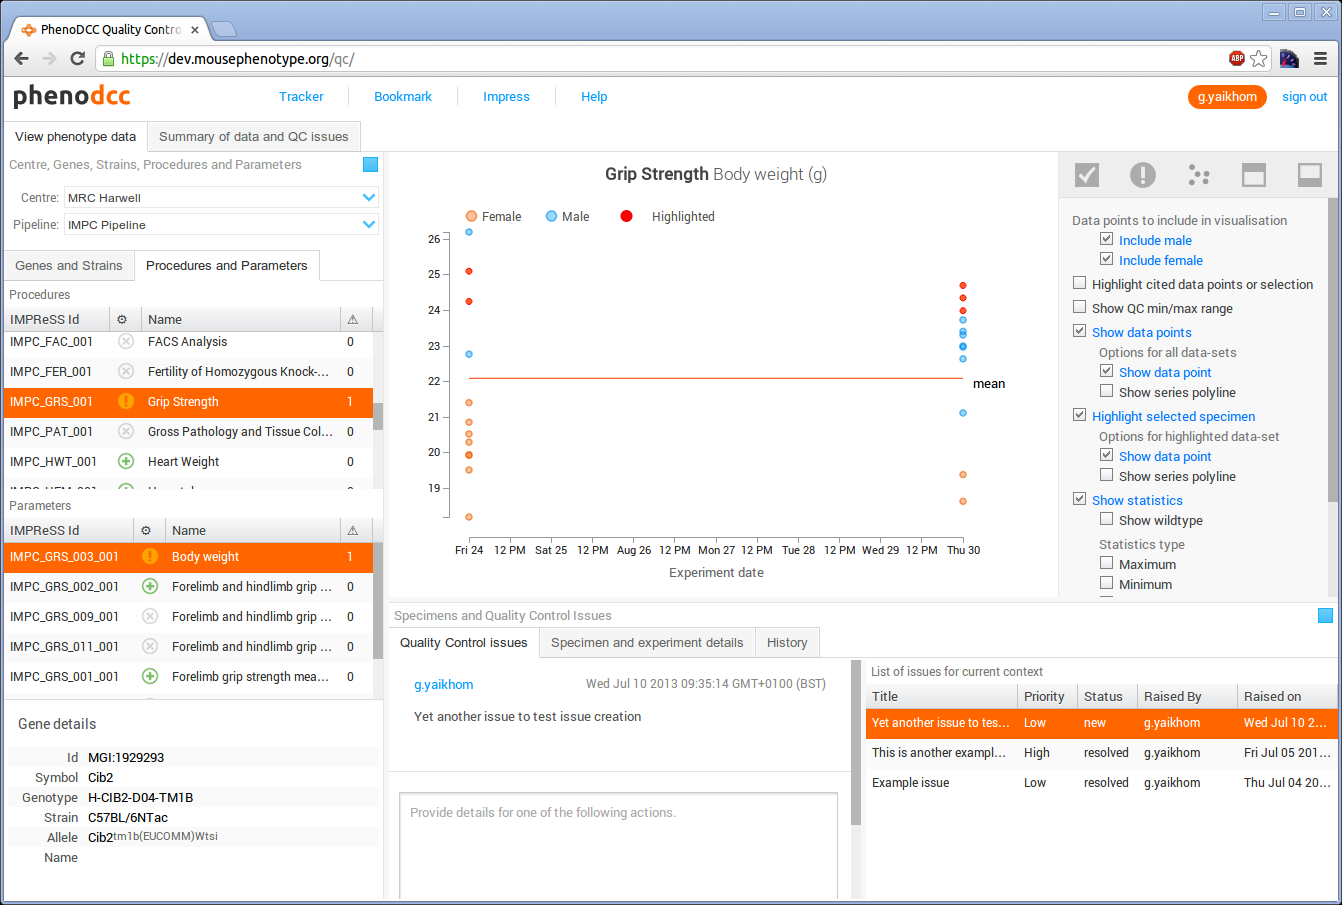 PhenoDCC Quality Contro
https://dev.mousephenotype.org/qc/
ABP
phenodcc
Tracker
Bookmark
Impress
Help
g.yaikhom
sign out
View phenotype data
Summary of data and QC issues
Centre, Genes, Strains, Procedures and Parameters
Centre: MRC Harwell
Pipeline: IMPC Pipeline
Genes and Strains
Procedures and Parameters
Procedures
IMPReSS Id Name
IMPC_FAC_001 FACS Analysis 0
IMPC_FER_001 Fertility of Homozygous Knock-... 0
IMPC_GRS_001 Grip Strength 1
IMPC_PAT_001 Gross Pathology and Tissue Col... 0
IMPC_HWT_001 Heart Weight 0
Parameters
IMPReSS Id Name
IMPC_GRS_003_001 Body weight 1
IMPC_GRS_002_001 Forelimb and hindlimb grip ... 0
IMPC_GRS_009_001 Forelimb and hindlimb grip ... 0
IMPC_GRS_011_001 Forelimb and hindlimb grip ... 0
IMPC_GRS_001_001 Forelimb grip strength mea... 0
Gene details
Id MGI:1929293
Symbol Cib2
Genotype H-CIB2-D04-TM1B
Strain C57BL/6NTac
Allele Cib2tm1b(EUCOMM)Wtsi
Name
Grip Strength Body weight (g)
Female Male Highlighted
26
25
24
23
22
21
20
19
mean
Fri 24 12 PM Sat 25 12 PM Aug 26 12 PM Mon 27 12 PM Tue 28 12 PM Wed 29 12 PM Thu 30
Experiment date
Data points to include in visualisation
Include male
Include female
Highlight cited data points or selection
Show QC min/max range
Show data points
Options for all data-sets
Show data point
Show series polyline
Highlight selected specimen
Options for highlighted data-set
Show data point
Show series polyline
Show statistics
Show wildtype
Statistics type
Maximum
Minimum
Specimens and Quality Control Issues
Quality Control issues
Specimen and experiment details
History
g.yaikhom Wed Jul 10 2013 09:35:14 GMT+0100 (BST)
Yet another issue to test issue creation
Provide details for one of the following actions.
List of issues for current context
Title Priority Status Raised By Raised on
Yet another issue to tes... Low new g.yaikhom Wed Jul 10 2...
This is another exampl... High resolved g.yaikhom Fri Jul 05 201...
Example issue Low resolved g.yaikhom Thu Jul 04 20...